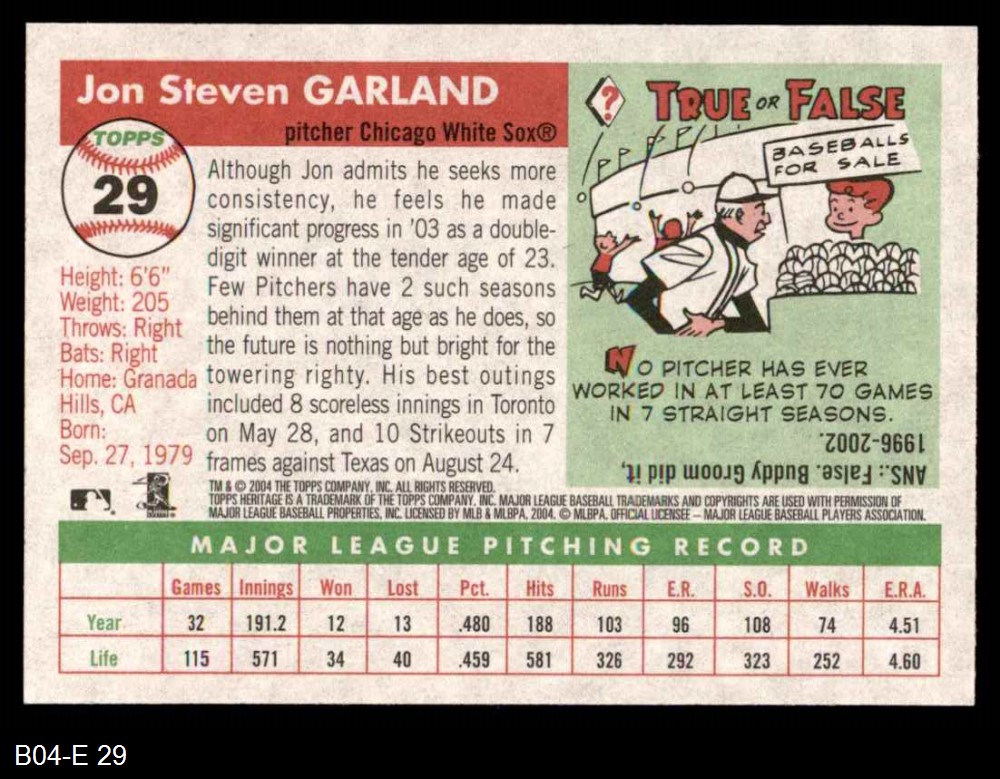 Jon Steven GARLAND
pitcher Chicago White Sox®
TOPPS
29
Height: 6'6"
Weight: 205
Throws: Right
Bats: Right
Home: Granada
Hills, CA
Born:
Sep. 27, 1979
Although Jon admits he seeks more
consistency, he feels he made
significant progress in '03 as a double-
digit winner at the tender age of 23.
Few Pitchers have 2 such seasons
behind them at that age as he does, so
the future is nothing but bright for the
towering righty. His best outings
included 8 scoreless innings in Toronto
on May 28, and 10 Strikeouts in 7
frames against Texas on August 24.
?
TRUE OR FALSE
BASEBALLS
FOR SALE
NO PITCHER HAS EVER
WORKED IN AT LEAST 70 GAMES
IN 7 STRAIGHT SEASONS.
ANS.: False. Buddy Groom did it,
1996-2002.
TM & © 2004 THE TOPPS COMPANY, INC. ALL RIGHTS RESERVED.
TOPPS HERITAGE IS A TRADEMARK OF THE TOPPS COMPANY, INC. MAJOR LEAGUE BASEBALL TRADEMARKS AND COPYRIGHTS ARE USED WITH PERMISSION OF
MAJOR LEAGUE BASEBALL PROPERTIES, INC. LICENSED BY MLB & MLBPA, 2004. © MLBPA, OFFICIAL LICENSEE – MAJOR LEAGUE BASEBALL PLAYERS ASSOCIATION.
MAJOR LEAGUE PITCHING RECORD
Games Innings Won Lost Pct. Hits Runs E.R. S.O. Walks E.R.A.
Year 32 191.2 12 13 .480 188 103 96 108 74 4.51
Life 115 571 34 40 .459 581 326 292 323 252 4.60
B04-E 29